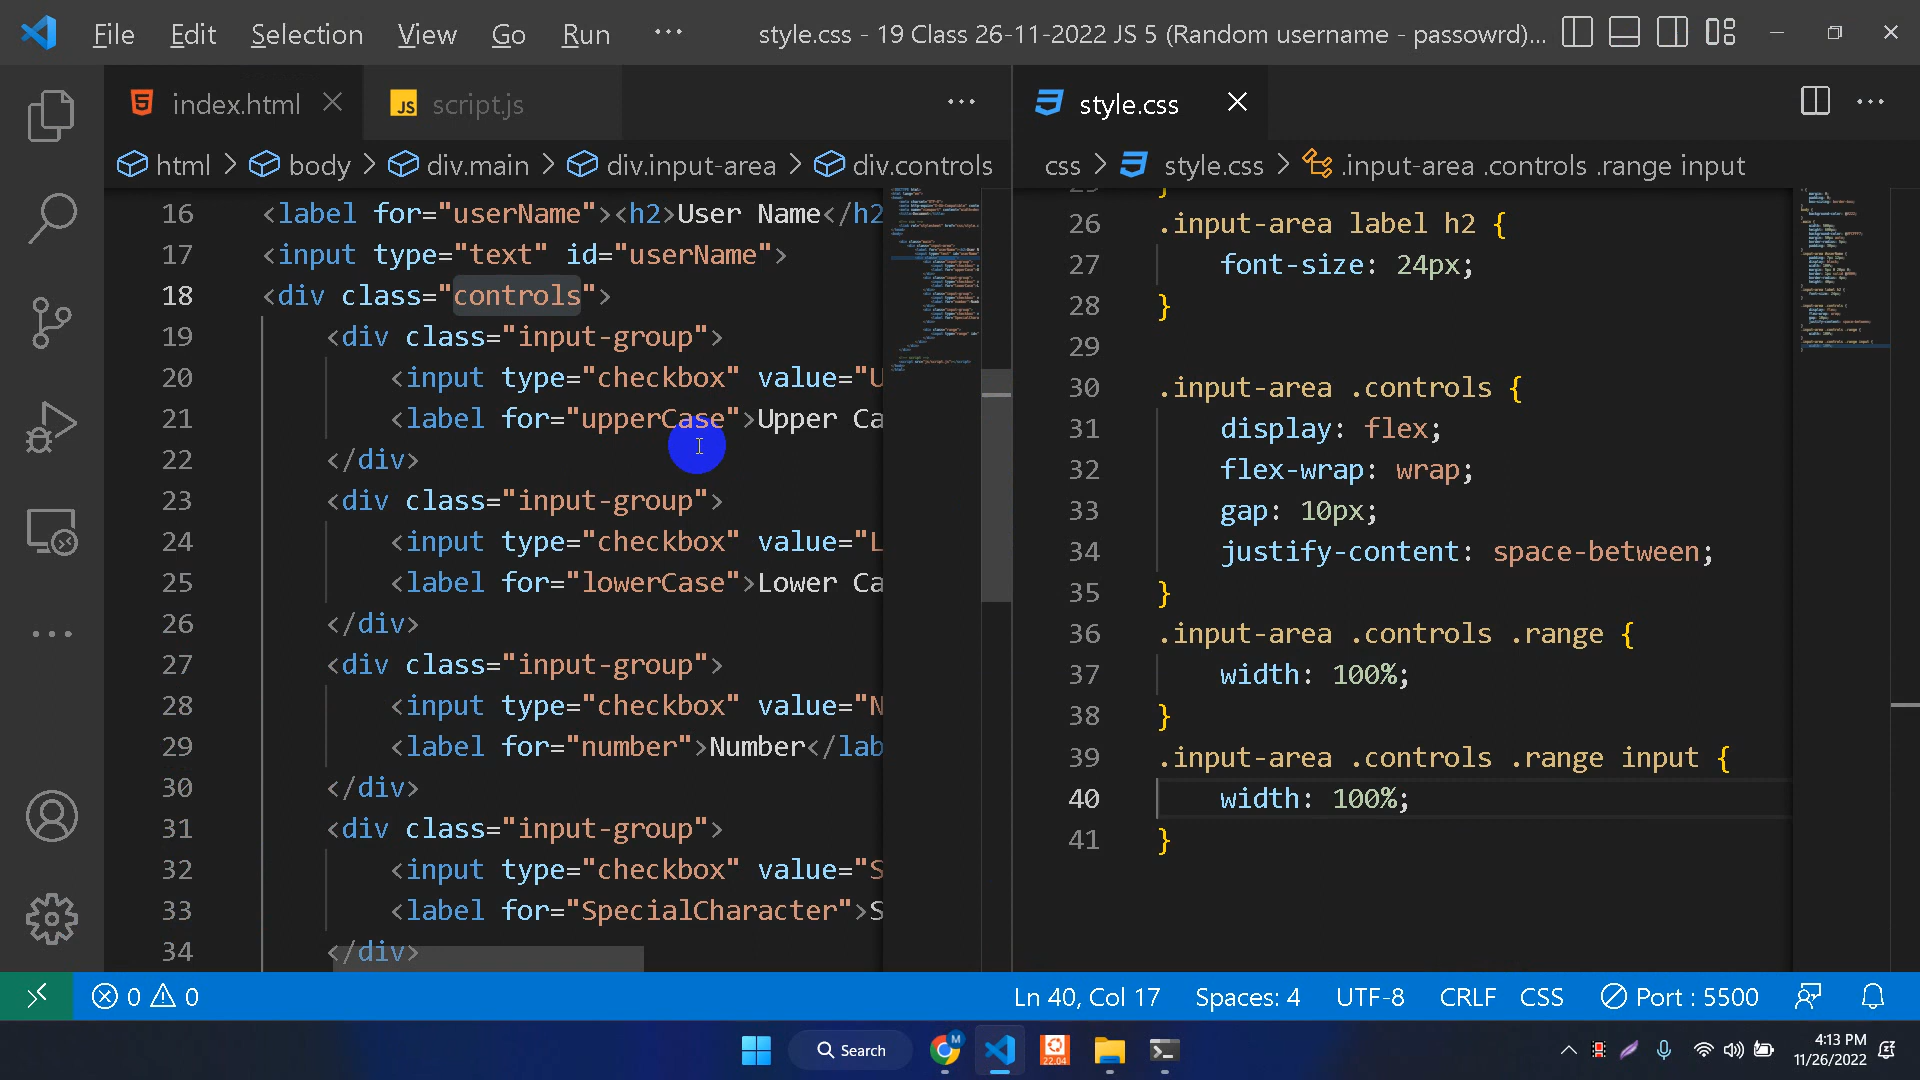 File Edit Selection View Go Run ··· style.css - 19 Class 26-11-2022 JS 5 (Random username - passowrd)...
index.html
JS script.js
style.css
html > body > div.main > div.input-area > div.controls
css > style.css > .input-area .controls .range input
16 <label for="userName"><h2>User Name</h2
17 <input type="text" id="userName">
18 <div class="controls">
19 <div class="input-group">
20 <input type="checkbox" value="U
21 <label for="upperCase">Upper Ca
22 </div>
23 <div class="input-group">
24 <input type="checkbox" value="L
25 <label for="lowerCase">Lower Ca
26 </div>
27 <div class="input-group">
28 <input type="checkbox" value="N
29 <label for="number">Number</lab
30 </div>
31 <div class="input-group">
32 <input type="checkbox" value="S
33 <label for="SpecialCharacter">S
34 </div>
26 .input-area label h2 {
27 font-size: 24px;
28 }
29
30 .input-area .controls {
31 display: flex;
32 flex-wrap: wrap;
33 gap: 10px;
34 justify-content: space-between;
35 }
36 .input-area .controls .range {
37 width: 100%;
38 }
39 .input-area .controls .range input {
40 width: 100%;
41 }
0 0 Ln 40, Col 17 Spaces: 4 UTF-8 CRLF CSS Port : 5500
Search
M
22.04
4:13 PM
11/26/2022